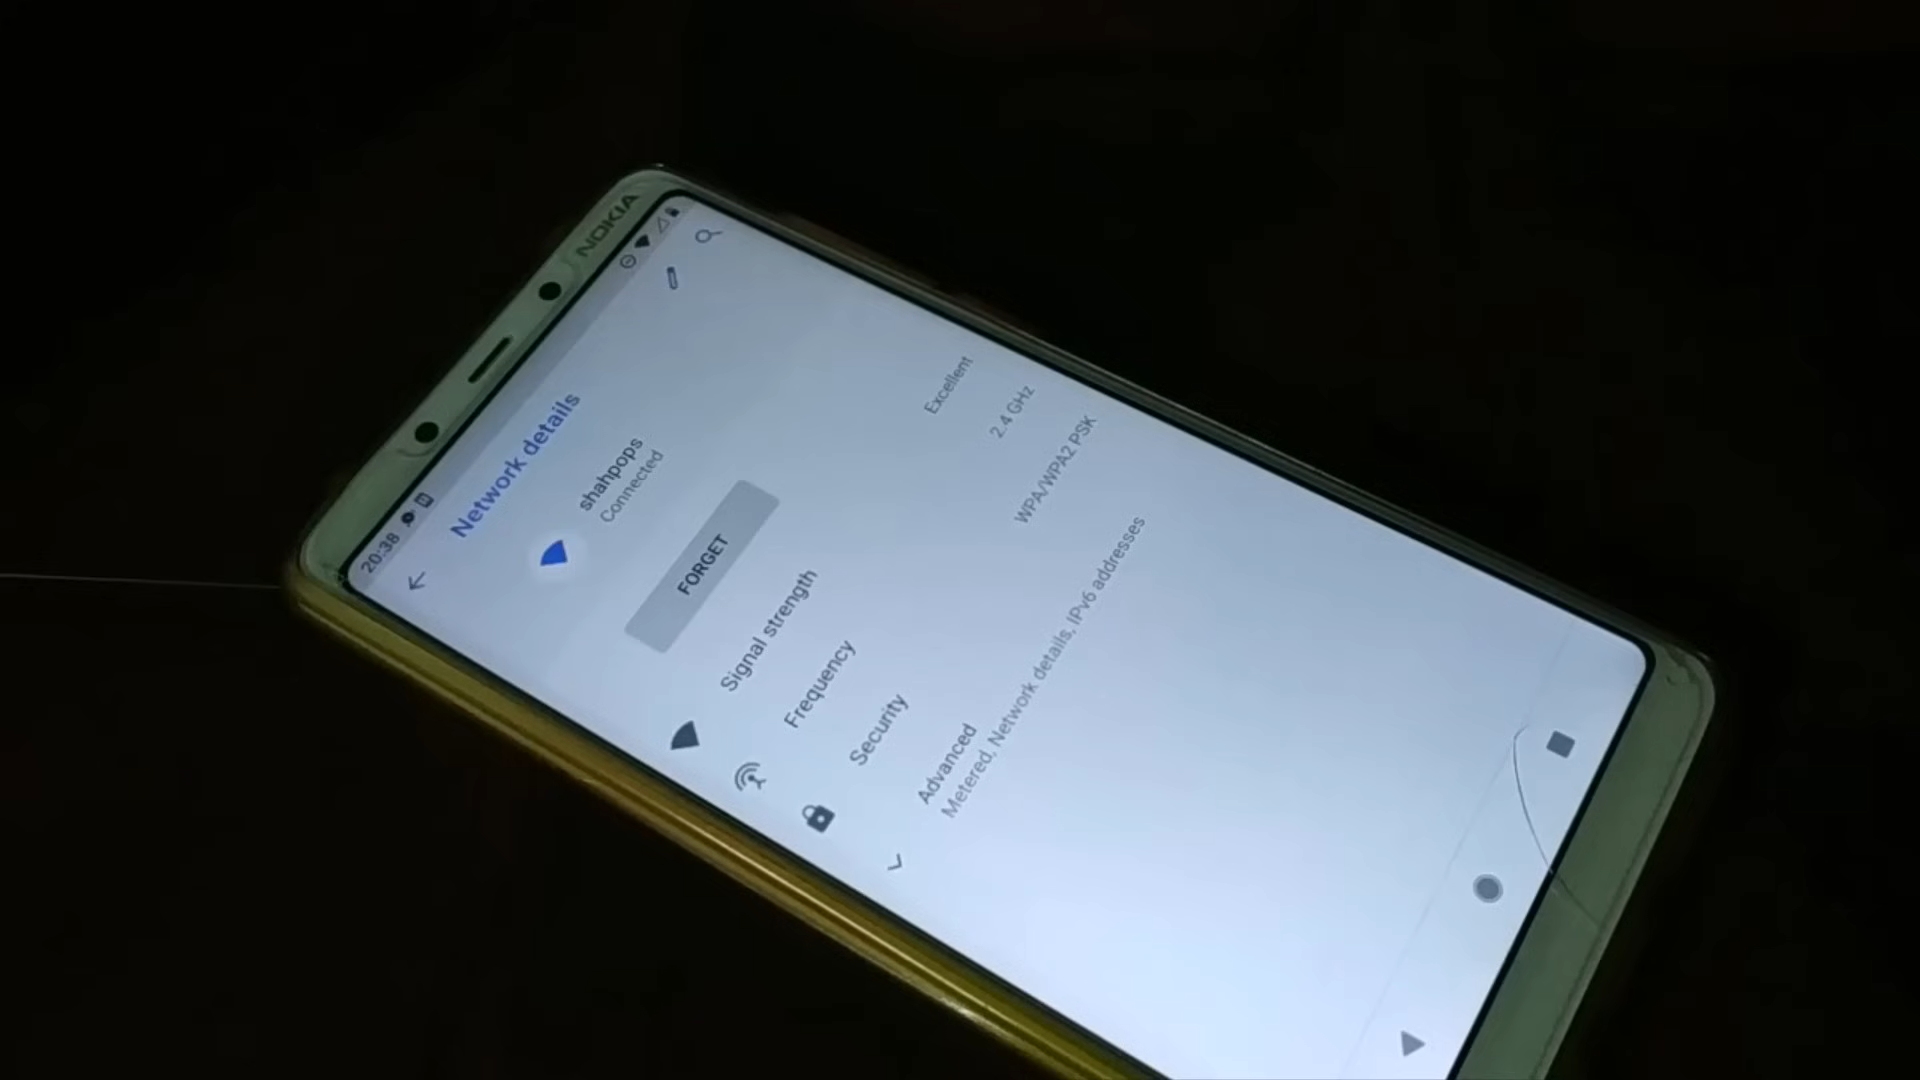 NOKIA
20:38
Network details
shahpops
Connected
FORGET
Signal strength
Excellent
Frequency
2.4 GHz
Security
WPA/WPA2 PSK
Advanced
Metered, Network details, IPv6 addresses